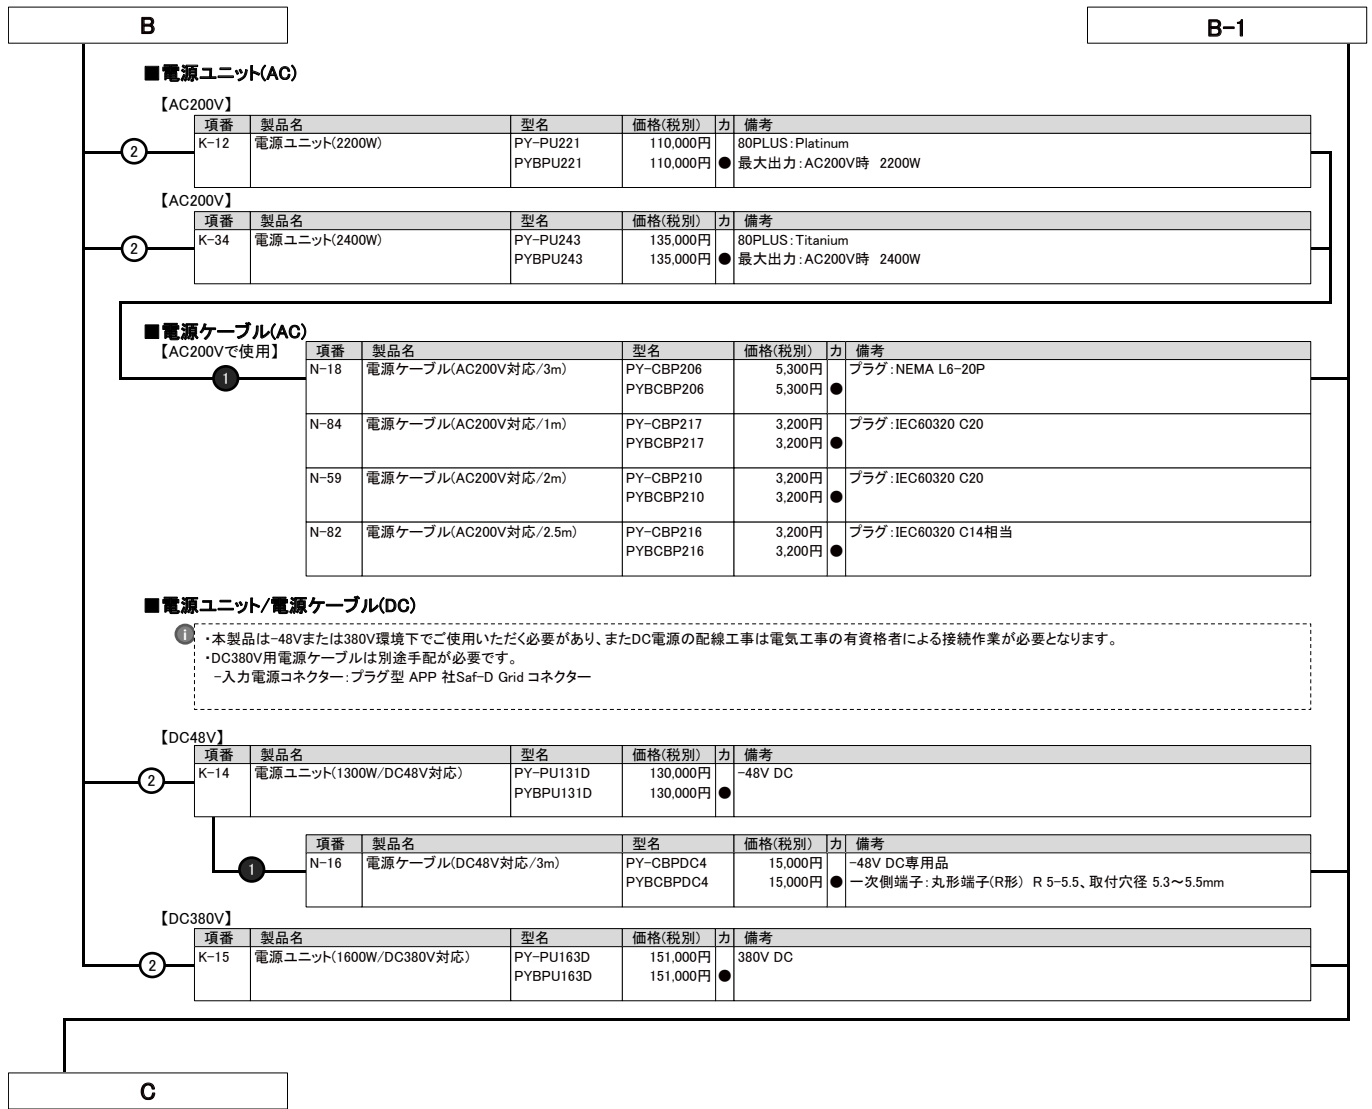 B
B-1
■電源ユニット(AC)
【AC200V】
項番 製品名 型名 価格(税別) カ 備考
② K-12 電源ユニット(2200W) PY-PU221 110,000円 80PLUS:Platinum
PYBPU221 110,000円 ● 最大出力:AC200V時 2200W
【AC200V】
項番 製品名 型名 価格(税別) カ 備考
② K-34 電源ユニット(2400W) PY-PU243 135,000円 80PLUS:Titanium
PYBPU243 135,000円 ● 最大出力:AC200V時 2400W
■電源ケーブル(AC)
【AC200Vで使用】 項番 製品名 型名 価格(税別) カ 備考
❶ N-18 電源ケーブル(AC200V対応/3m) PY-CBP206 5,300円 プラグ:NEMA L6-20P
PYBCBP206 5,300円 ●
N-84 電源ケーブル(AC200V対応/1m) PY-CBP217 3,200円 プラグ:IEC60320 C20
PYBCBP217 3,200円 ●
N-59 電源ケーブル(AC200V対応/2m) PY-CBP210 3,200円 プラグ:IEC60320 C20
PYBCBP210 3,200円 ●
N-82 電源ケーブル(AC200V対応/2.5m) PY-CBP216 3,200円 プラグ:IEC60320 C14相当
PYBCBP216 3,200円 ●
■電源ユニット/電源ケーブル(DC)
i ・本製品は-48Vまたは380V環境下でご使用いただく必要があり、またDC電源の配線工事は電気工事の有資格者による接続作業が必要となります。
・DC380V用電源ケーブルは別途手配が必要です。
-入力電源コネクター:プラグ型 APP 社Saf-D Grid コネクター
【DC48V】
項番 製品名 型名 価格(税別) カ 備考
② K-14 電源ユニット(1300W/DC48V対応) PY-PU131D 130,000円 -48V DC
PYBPU131D 130,000円 ●
項番 製品名 型名 価格(税別) カ 備考
❶ N-16 電源ケーブル(DC48V対応/3m) PY-CBPDC4 15,000円 -48V DC専用品
PYBCBPDC4 15,000円 ● 一次側端子:丸形端子(R形) R 5-5.5、取付穴径 5.3～5.5mm
【DC380V】
項番 製品名 型名 価格(税別) カ 備考
② K-15 電源ユニット(1600W/DC380V対応) PY-PU163D 151,000円 380V DC
PYBPU163D 151,000円 ●
C